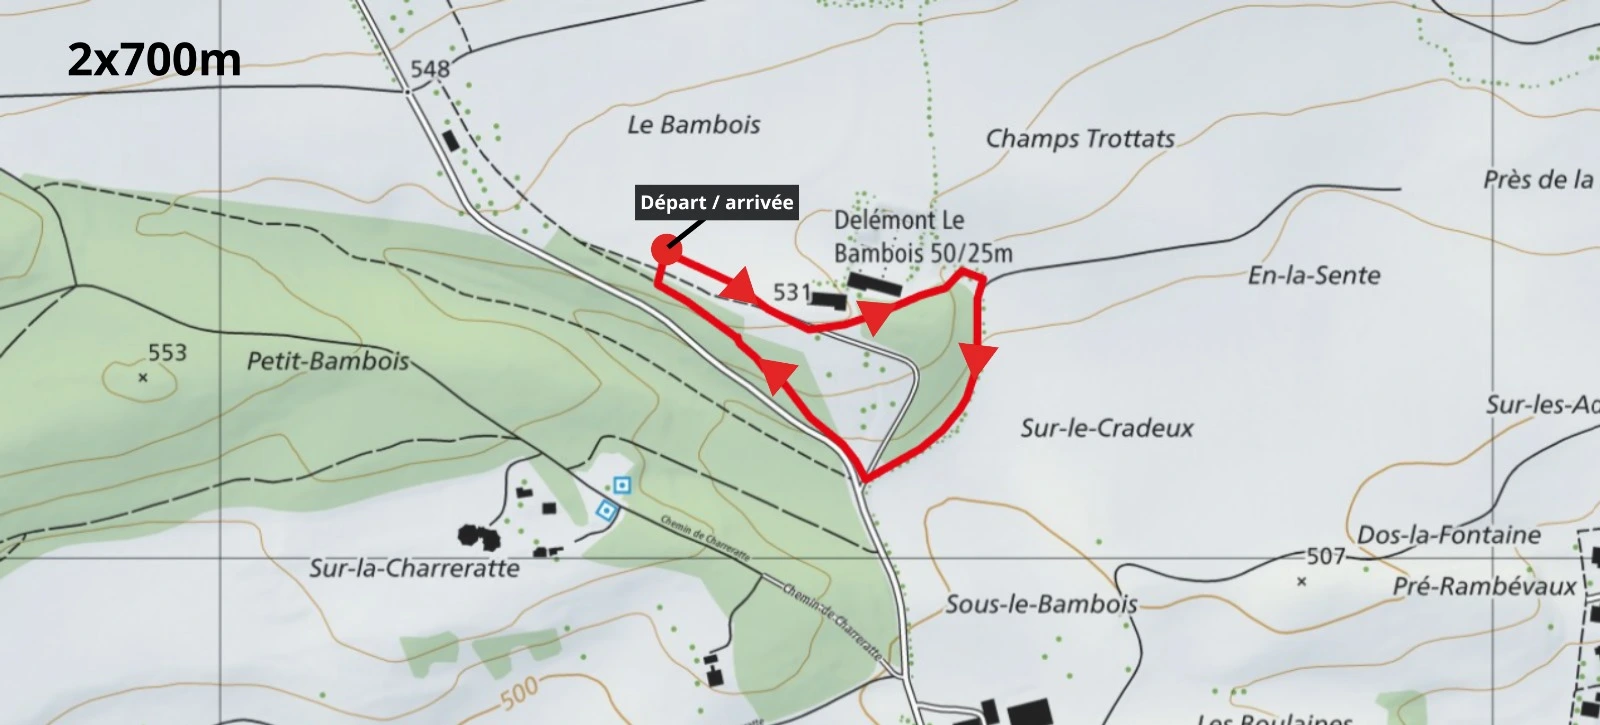 2x700m
548
Le Bambois
Champs Trottats
Près de la
Départ / arrivée
Delémont Le
Bambois 50/25m
531
En-la-Sente
553
Petit-Bambois
Sur-le-Cradeux
Sur-les-Ao
Chemin de Charreratte
Sur-la-Charreratte
Dos-la-Fontaine
507
Pré-Rambévaux
Chemin-de-Charreratte
Sous-le-Bambois
500
Les Boulaines